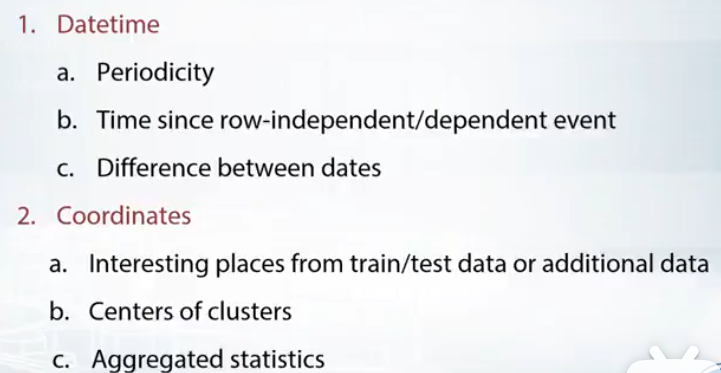 1. Datetime
a. Periodicity
b. Time since row-independent/dependent event
c. Difference between dates
2. Coordinates
a. Interesting places from train/test data or additional data
b. Centers of clusters
c. Aggregated statistics